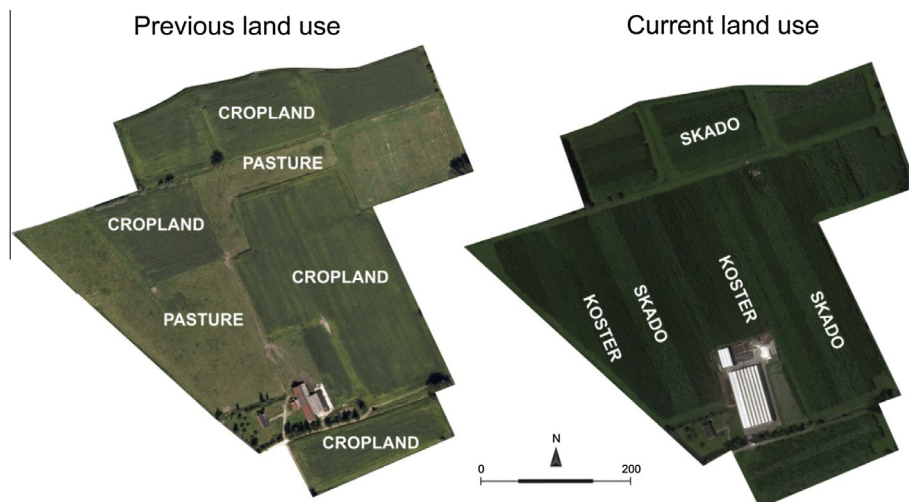 Previous land use
Current land use
CROPLAND
PASTURE
CROPLAND
CROPLAND
PASTURE
CROPLAND
SKADO
KOSTER
SKADO
KOSTER
SKADO
N
0
200